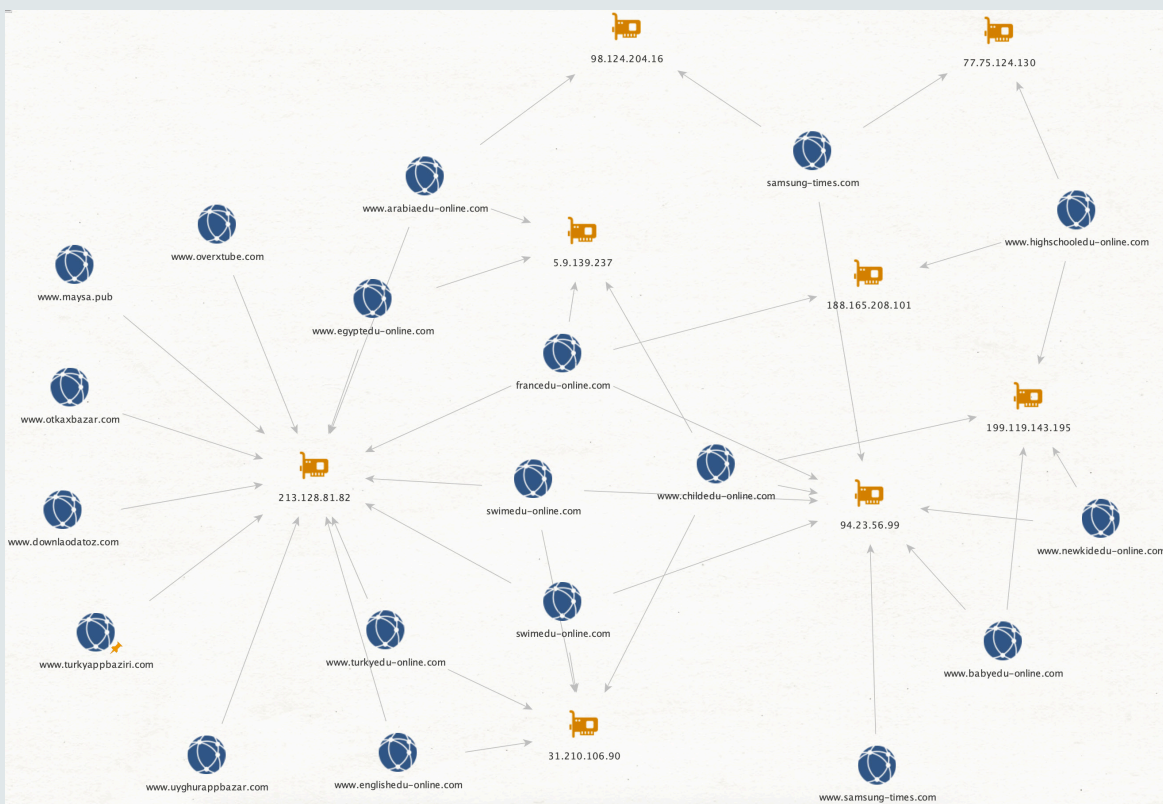 98.124.204.16
77.75.124.130
samsung-times.com
www.arabiaedu-online.com
www.highschooledu-online.com
www.overxtube.com
5.9.139.237
www.maysa.pub
188.165.208.101
www.egyptedu-online.com
francedu-online.com
www.otkaxbazar.com
199.119.143.195
213.128.81.82
www.childedu-online.com
swimedu-online.com
94.23.56.99
www.downlaodatoz.com
www.newkidedu-online.com
swimedu-online.com
www.turkyappbaziri.com
www.turkyedu-online.com
www.babyedu-online.com
31.210.106.90
www.uyghurappbazar.com
www.englishedu-online.com
www.samsung-times.com